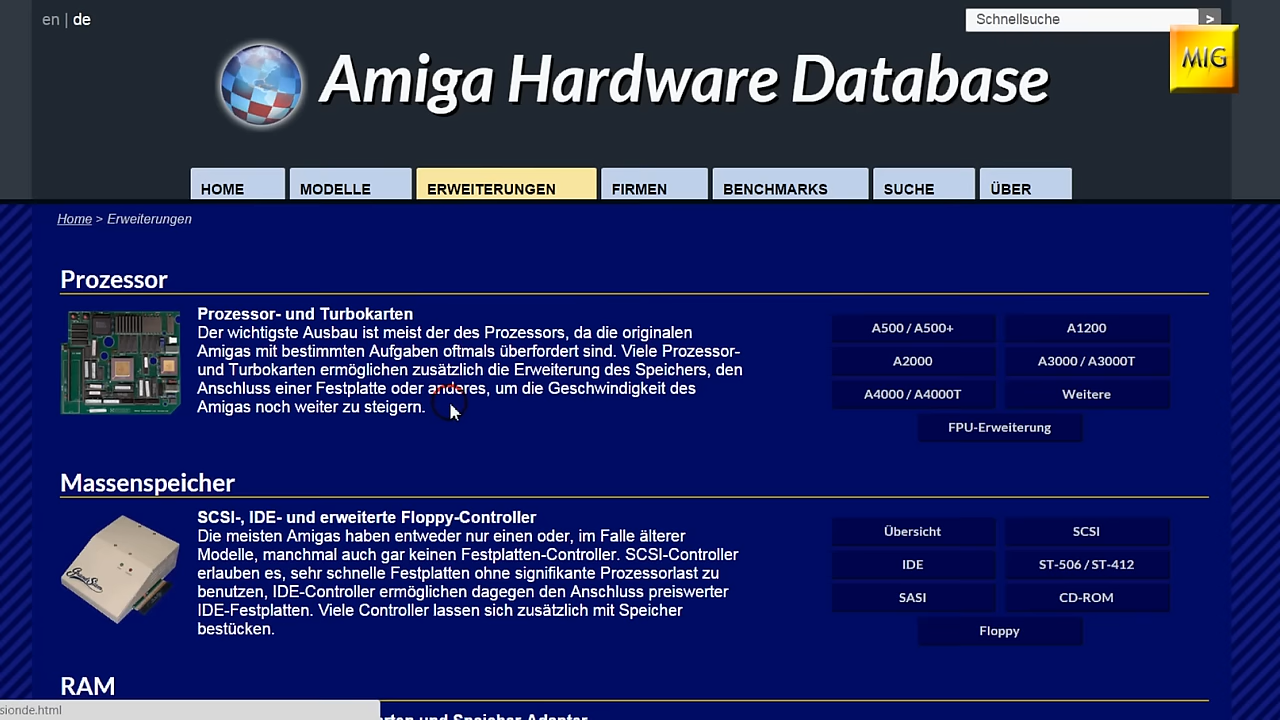 en | de
Schnellsuche
>
MIG
Amiga Hardware Database
HOME
MODELLE
ERWEITERUNGEN
FIRMEN
BENCHMARKS
SUCHE
ÜBER
Home > Erweiterungen
Prozessor
Prozessor- und Turbokarten
Der wichtigste Ausbau ist meist der des Prozessors, da die originalen
Amigas mit bestimmten Aufgaben oftmals überfordert sind. Viele Prozessor-
und Turbokarten ermöglichen zusätzlich die Erweiterung des Speichers, den
Anschluss einer Festplatte oder anderes, um die Geschwindigkeit des
Amigas noch weiter zu steigern.
A500 / A500+
A1200
A2000
A3000 / A3000T
A4000 / A4000T
Weitere
FPU-Erweiterung
Massenspeicher
SCSI-, IDE- und erweiterte Floppy-Controller
Die meisten Amigas haben entweder nur einen oder, im Falle älterer
Modelle, manchmal auch gar keinen Festplatten-Controller. SCSI-Controller
erlauben es, sehr schnelle Festplatten ohne signifikante Prozessorlast zu
benutzen, IDE-Controller ermöglichen dagegen den Anschluss preiswerter
IDE-Festplatten. Viele Controller lassen sich zusätzlich mit Speicher
bestücken.
Übersicht
SCSI
IDE
ST-506 / ST-412
SASI
CD-ROM
Floppy
RAM
sionde.html
und Speicher-Adapter